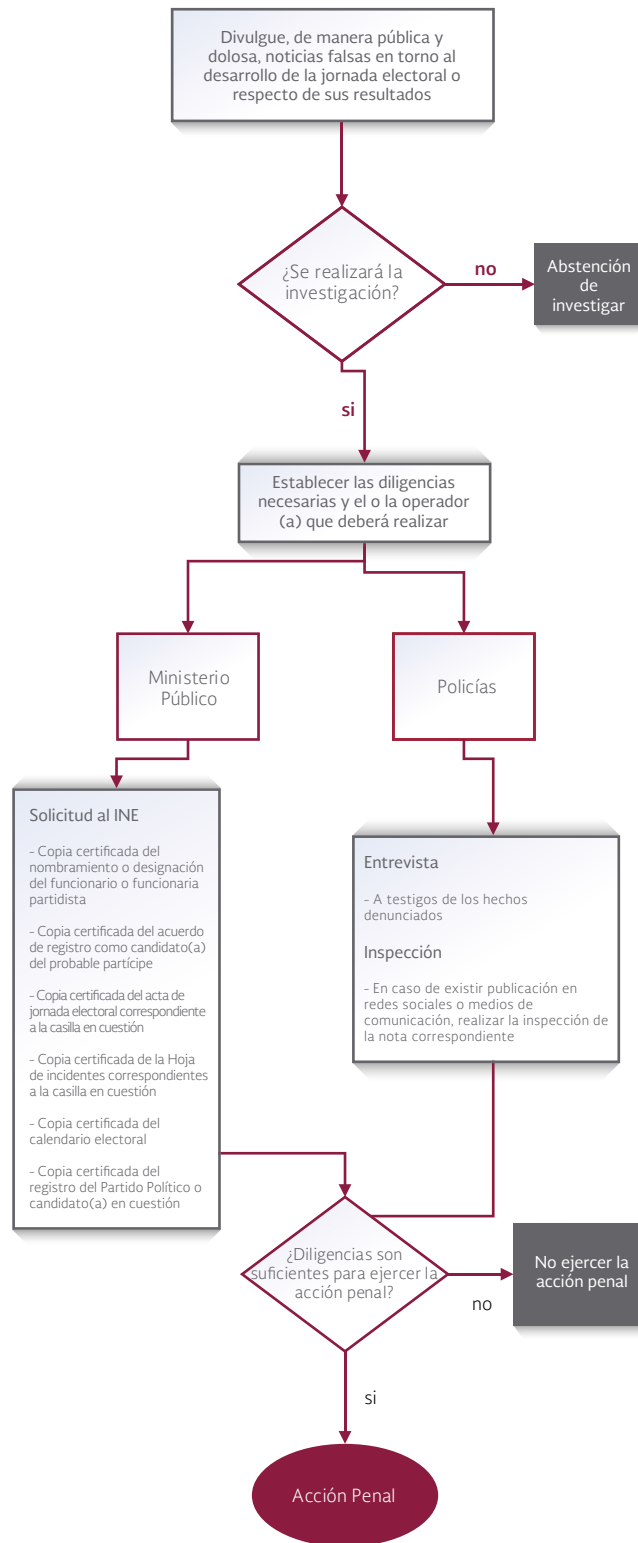 Divulgue, de manera pública y
dolosa, noticias falsas en torno al
desarrollo de la jornada electoral o
respecto de sus resultados
¿Se realizará la
investigación?
no
Abstención
de
investigar
si
Establecer las diligencias
necesarias y el o la operador
(a) que deberá realizar
Ministerio
Público
Policías
Solicitud al INE
- Copia certificada del
nombramiento o designación
del funcionario o funcionaria
partidista
- Copia certificada del acuerdo
de registro como candidato(a)
del probable partícipe
- Copia certificada del acta de
jornada electoral correspondiente
a la casilla en cuestión
- Copia certificada de la Hoja
de incidentes correspondientes
a la casilla en cuestión
- Copia certificada del
calendario electoral
- Copia certificada del
registro del Partido Político o
candidato(a) en cuestión
Entrevista
- A testigos de los hechos
denunciados
Inspección
- En caso de existir publicación en
redes sociales o medios de
comunicación, realizar la inspección de
la nota correspondiente
¿Diligencias son
suficientes para ejercer la
acción penal?
no
No ejercer la
acción penal
si
Acción Penal